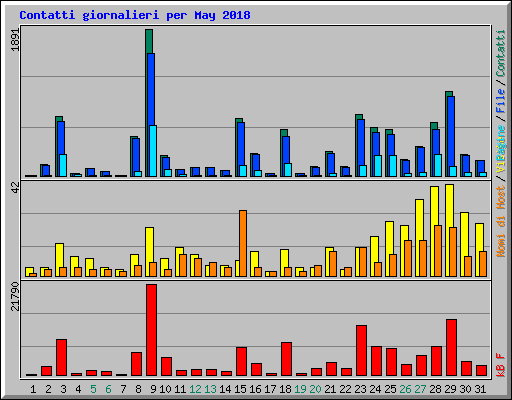 Contatti giornalieri per May 2018
1891
42
21790
Pagine / File / Contatti
Nomi di Host /
kB F
1 2 3 4 5 6 7 8 9 10 11 12 13 14 15 16 17 18 19 20 21 22 23 24 25 26 27 28 29 30 31